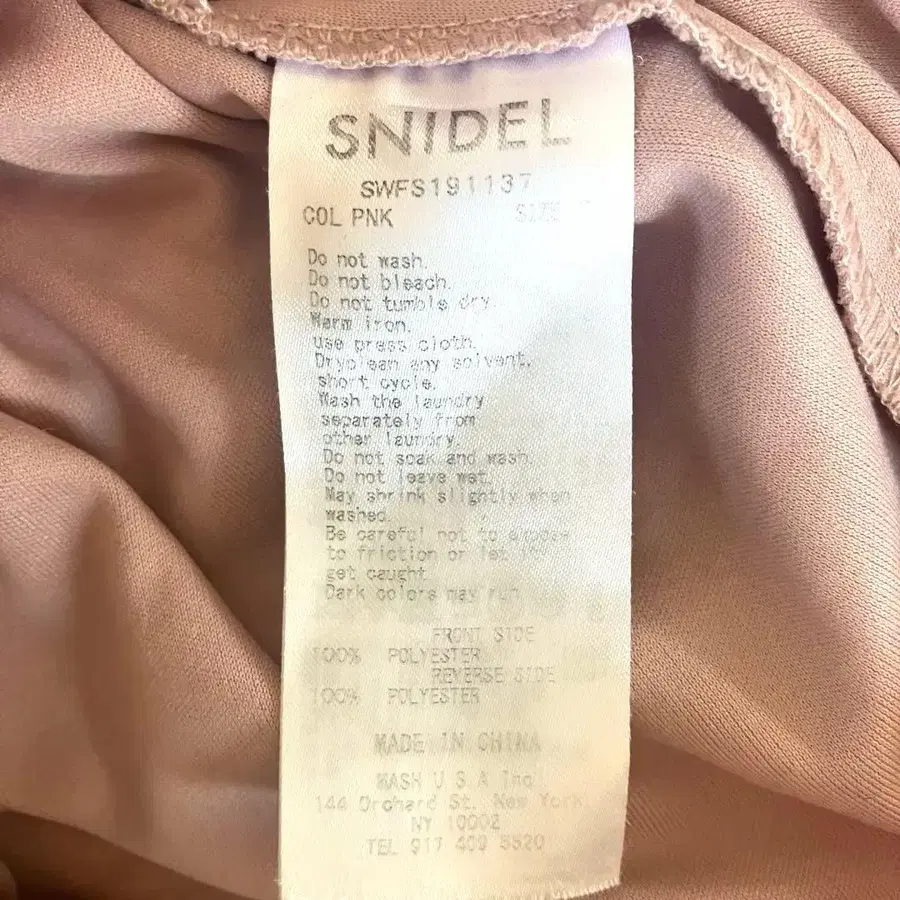 SNIDEL
SWFS191137
COL PNK SIZE
Do not wash.
Do not bleach.
Do not tumble dry.
Warm iron.
use press cloth.
Dryclean any solvent.
short cycle.
Wash the laundry
separately from
other laundry.
Do not soak and wash.
Do not leave wet.
May shrink slightly when
washed.
Be careful not to expose
to friction or let it
get caught
Dark colors may run
FRONT SIDE
100% POLYESTER
REVERSE SIDE
100% POLYESTER
MADE IN CHINA
MASH U S A Inc
144 Orchard St. New York
NY 10002
TEL 917 409 5520